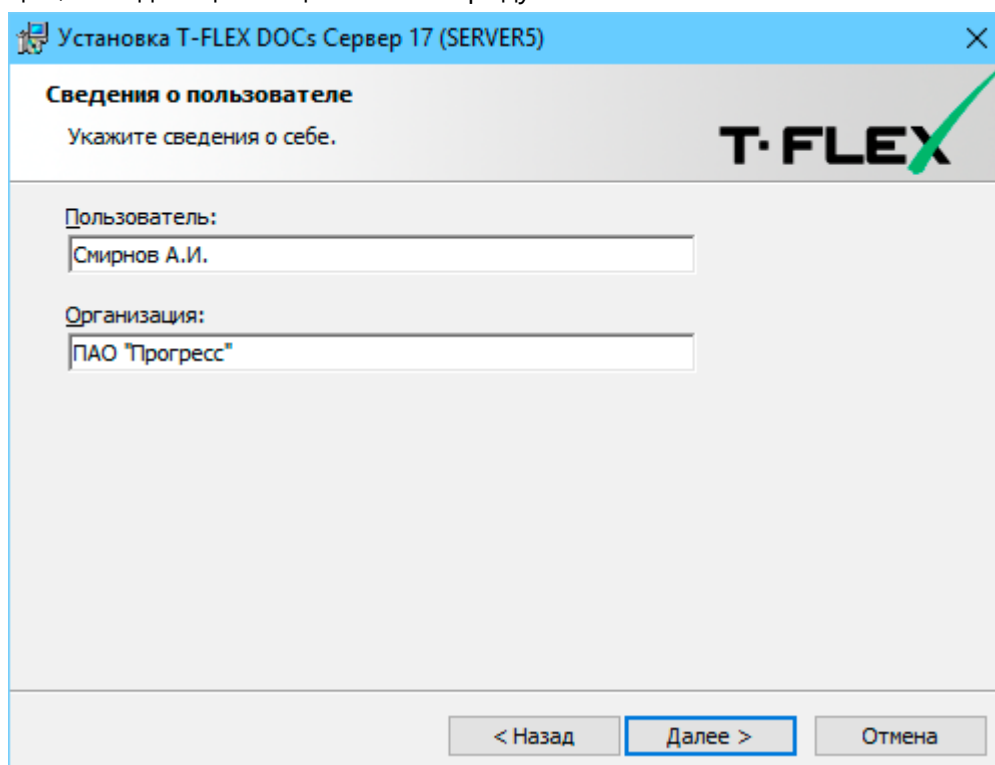 Установка T-FLEX DOCs Сервер 17 (SERVER5)
Сведения о пользователе
Укажите сведения о себе.
T-FLEX
Пользователь:
Смирнов А.И.
Организация:
ПАО "Прогресс"
< Назад Далее > Отмена